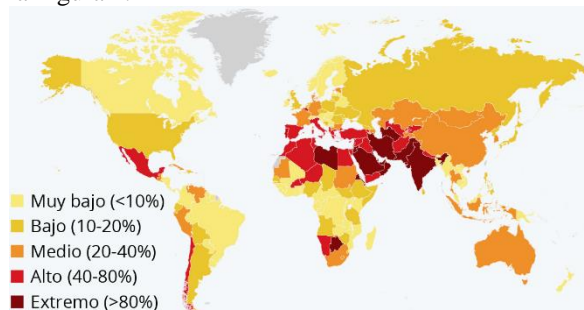 Muy bajo (<10%)
Bajo (10-20%)
Medio (20-40%)
Alto (40-80%)
Extremo (>80%)